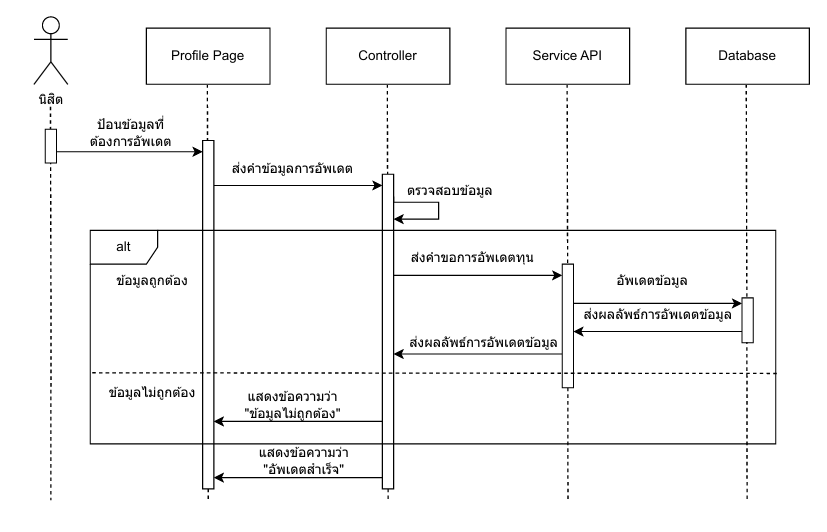 Profile Page
Controller
Service API
Database
นิสิต
ป้อนข้อมูลที่
ต้องการอัพเดต
ส่งคำข้อมูลการอัพเดต
ตรวจสอบข้อมูล
alt
ส่งคำขอการอัพเดตทุน
ข้อมูลถูกต้อง
อัพเดตข้อมูล
ส่งผลลัพธ์การอัพเดตข้อมูล
ส่งผลลัพธ์การอัพเดตข้อมูล
ข้อมูลไม่ถูกต้อง
แสดงข้อความว่า
"ข้อมูลไม่ถูกต้อง"
แสดงข้อความว่า
"อัพเดตสำเร็จ"